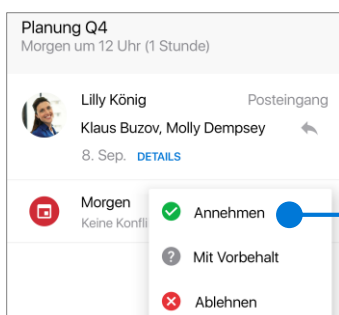 Planung Q4
Morgen um 12 Uhr (1 Stunde)
Lilly König Posteingang
Klaus Buzov, Molly Dempsey
8. Sep. DETAILS
Morgen
Keine Konfli
Annehmen
Mit Vorbehalt
Ablehnen